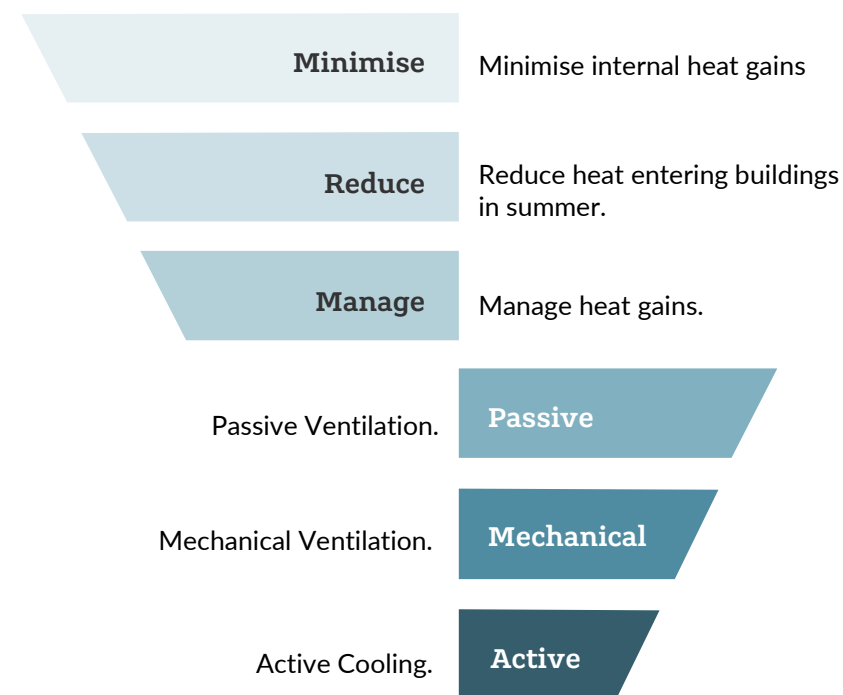 Minimise
Minimise internal heat gains
Reduce
Reduce heat entering buildings
in summer.
Manage
Manage heat gains.
Passive Ventilation.
Passive
Mechanical Ventilation.
Mechanical
Active Cooling.
Active